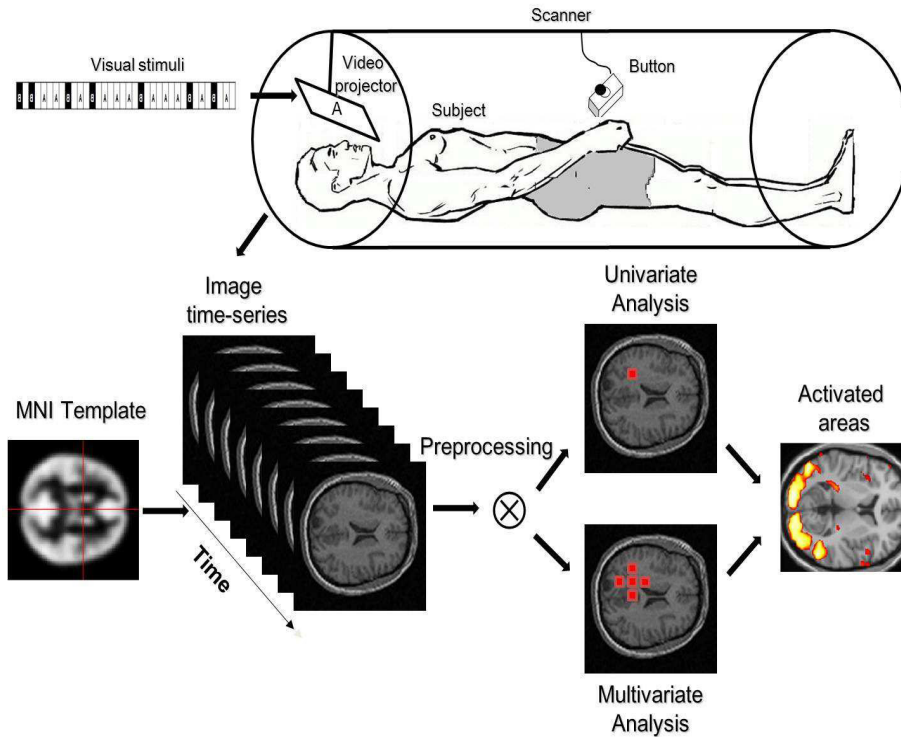 Scanner
Visual stimuli
Video
projector
A
Button
Subject
Image
time-series
Univariate
Analysis
MNI Template
Preprocessing
Activated
areas
Time
Multivariate
Analysis